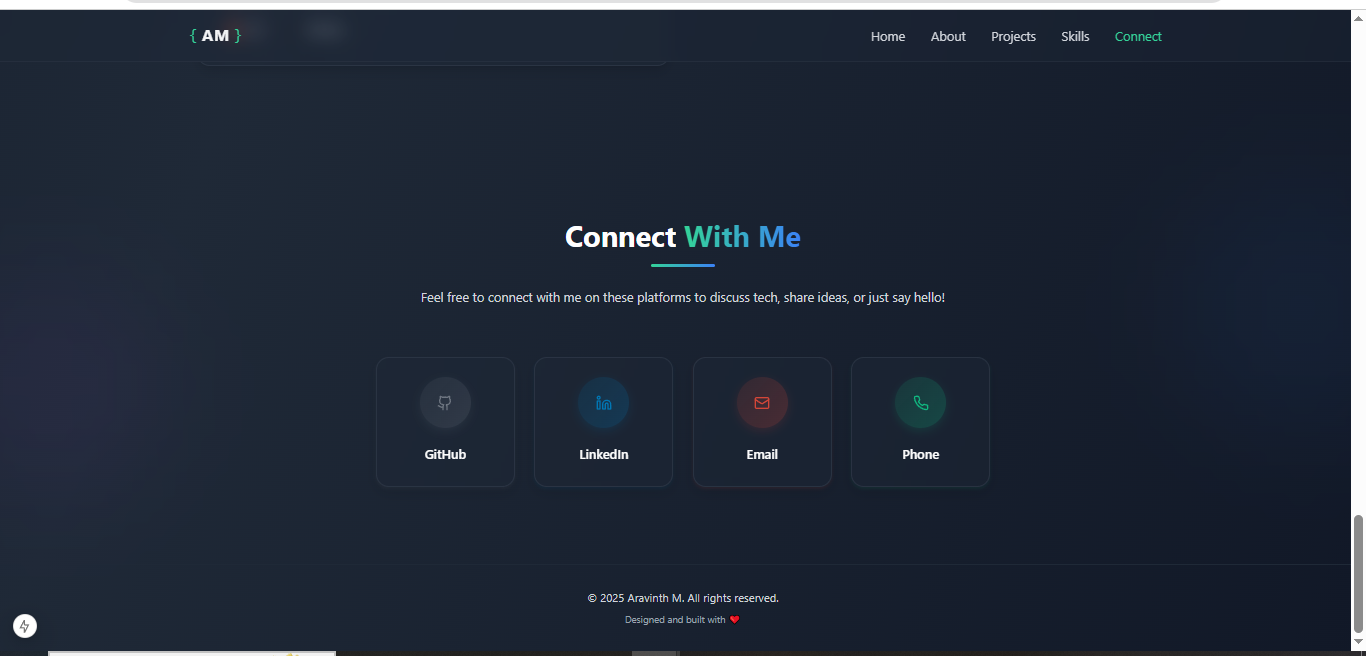 { AM }
Home About Projects Skills Connect
Connect With Me
Feel free to connect with me on these platforms to discuss tech, share ideas, or just say hello!
GitHub LinkedIn Email Phone
© 2025 Aravinth M. All rights reserved.
Designed and built with ❤️